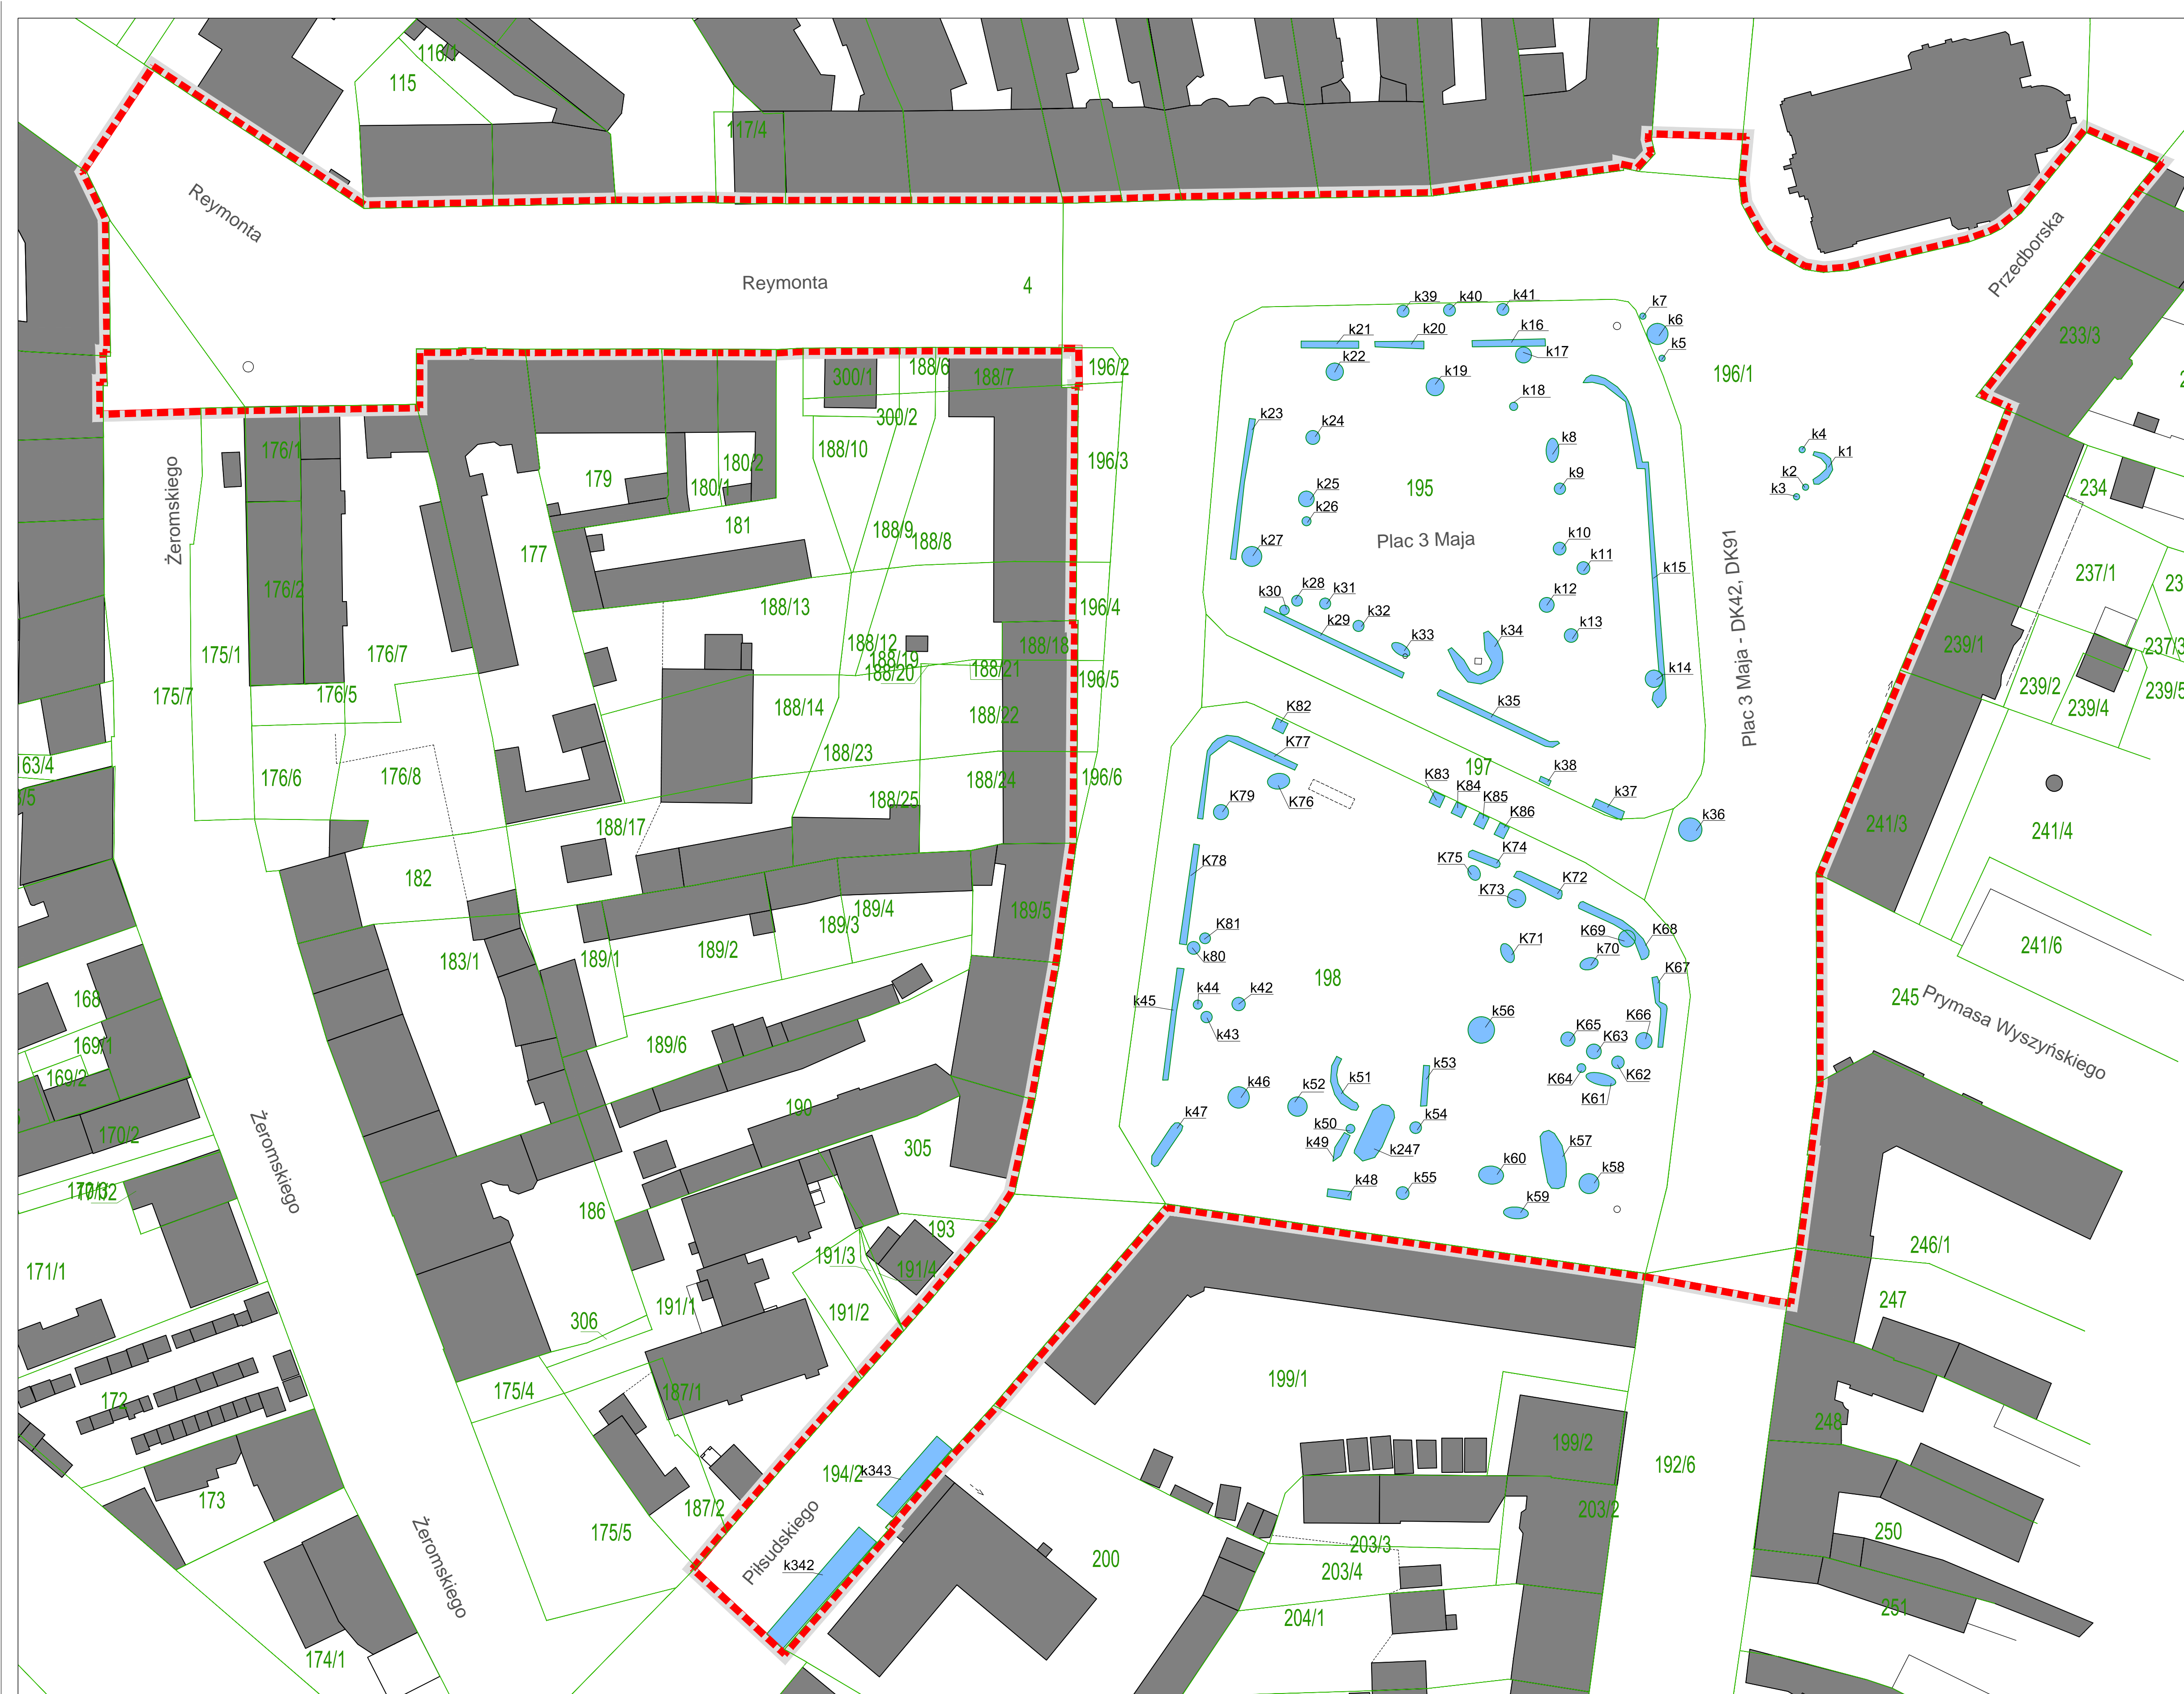 116/1
115
117/4
Reymonta
Reymonta
4
Przedborska
k39
k40
k41
k7
k6
k5
k21
k20
k16
k17
k22
k19
k18
233/3
196/1
196/2
300/1
188/6
188/7
300/2
188/10
k23
k24
k8
k4
k1
k2
k3
k9
k25
k26
195
Plac 3 Maja
k27
k10
k11
k12
k13
k15
k14
Plac 3 Maja - DK42, DK91
176/1
Żeromskiego
179
180/2
180/1
181
177
196/3
188/9
188/8
234
237/1
23
176/2
188/13
196/4
k30
k28
k31
k29
k32
k33
k34
175/1
176/7
188/12
188/18
188/19
188/20
188/21
239/1
237/3
239/2
239/4
239/5
175/7
176/5
188/14
188/22
196/5
k35
K82
K77
197
k38
k37
k36
163/4
176/6
176/8
188/23
188/24
196/6
188/25
188/17
K76
K79
K83
K84
K85
K86
241/3
241/4
K78
K74
K75
K73
K72
182
189/5
189/4
189/3
189/2
189/1
183/1
K81
k80
K71
K69
K68
k70
K67
241/6
245
Prymasa Wyszyńskiego
168
169/1
169/2
198
k45
k44
k42
k43
k56
K65
K63
K66
K64
K62
K61
189/6
190
k46
k52
k51
k53
k50
k54
k49
k247
k47
k48
k55
k60
k57
k58
k59
170/2
Żeromskiego
305
186
193
191/3
191/4
191/1
191/2
171/1
306
246/1
247
172
175/4
187/1
199/1
199/2
248
173
194/2
k343
187/2
175/5
Piłsudskiego
k342
192/6
203/2
203/3
203/4
200
250
251
Żeromskiego
174/1
204/1